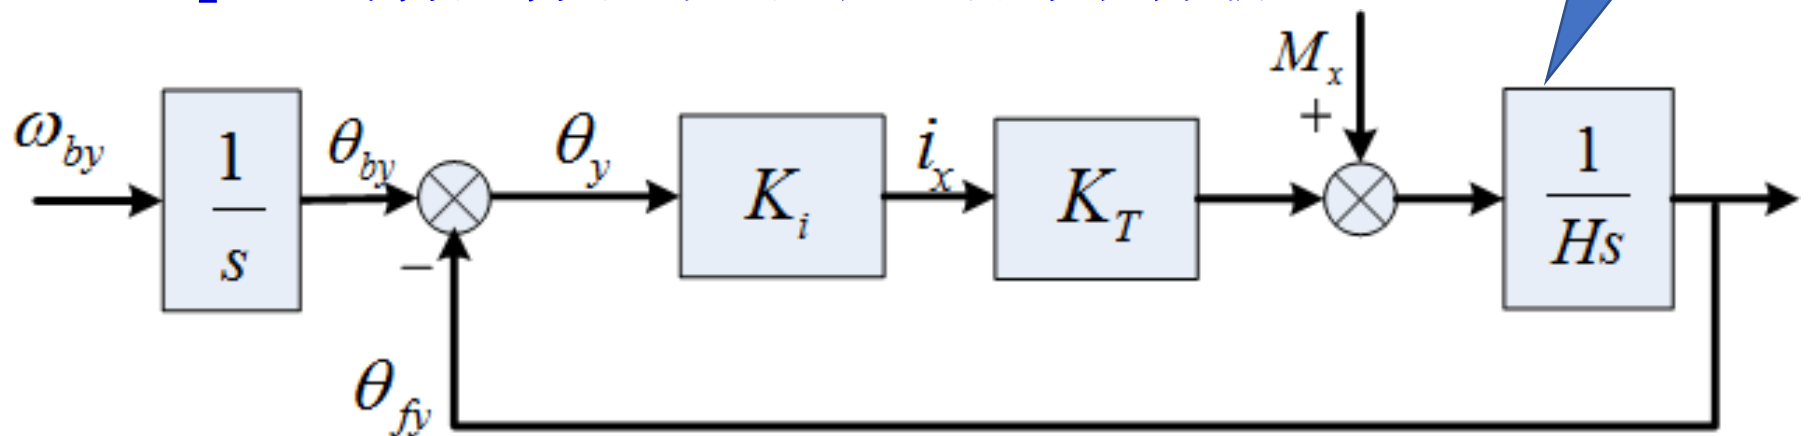 M_x
+
ω_by
1/s
θ_by
θ_y
K_i
i_x
K_T
1/Hs
−
θ_fy